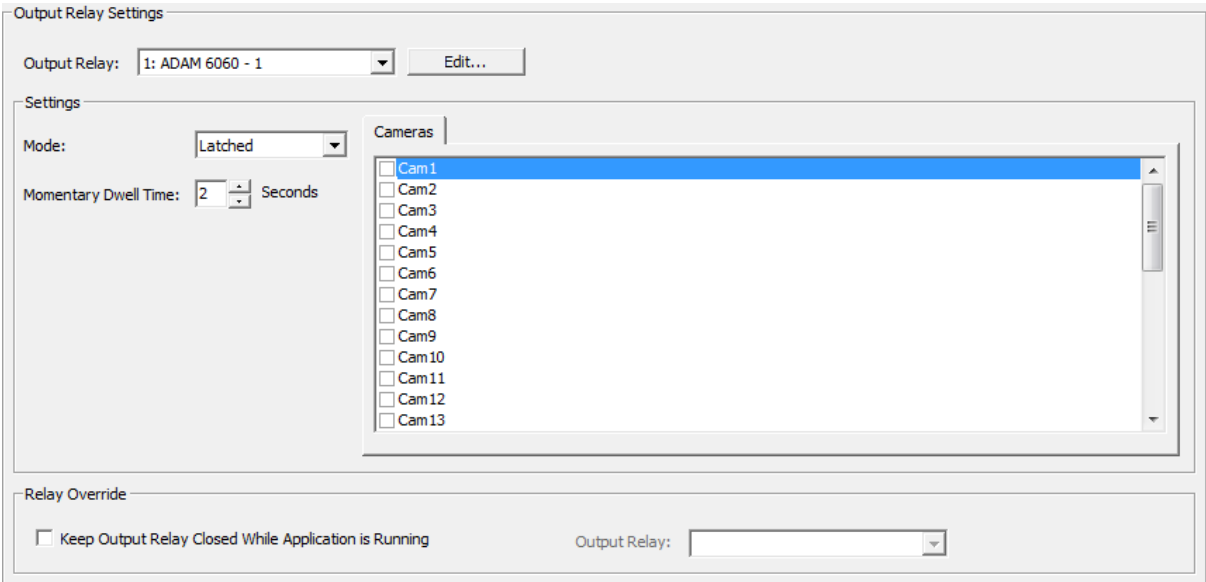 Output Relay Settings
Output Relay: 1: ADAM 6060 - 1 Edit...
Settings
Mode: Latched
Momentary Dwell Time: 2 Seconds
Cameras
Cam1
Cam2
Cam3
Cam4
Cam5
Cam6
Cam7
Cam8
Cam9
Cam10
Cam11
Cam12
Cam13
Relay Override
Keep Output Relay Closed While Application is Running Output Relay: